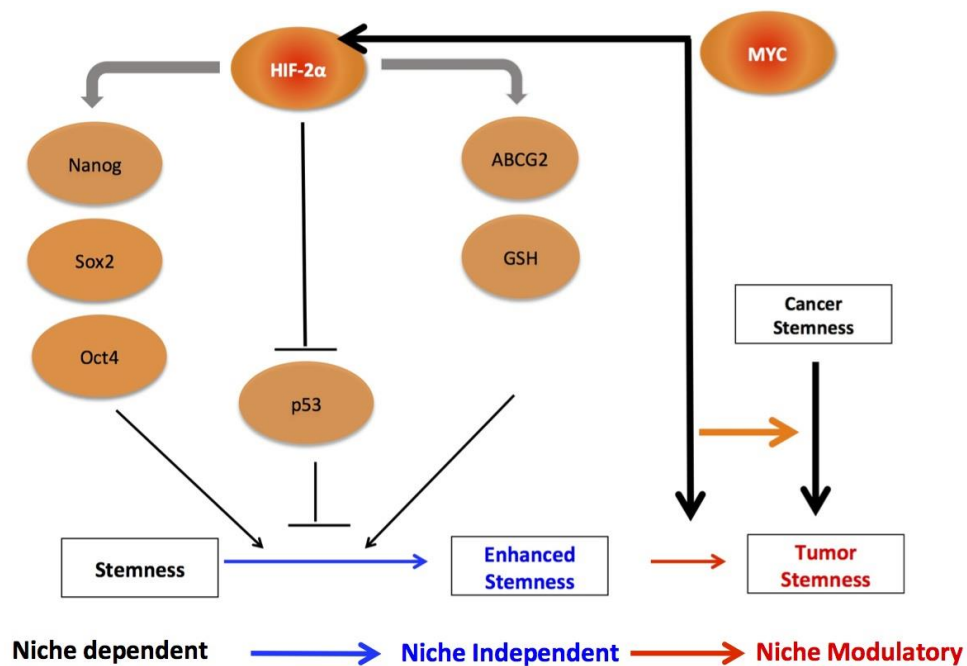 HIF-2α
MYC
Nanog
Sox2
Oct4
p53
ABCG2
GSH
Cancer
Stemness
Stemness
Enhanced
Stemness
Tumor
Stemness
Niche dependent
Niche Independent
Niche Modulatory